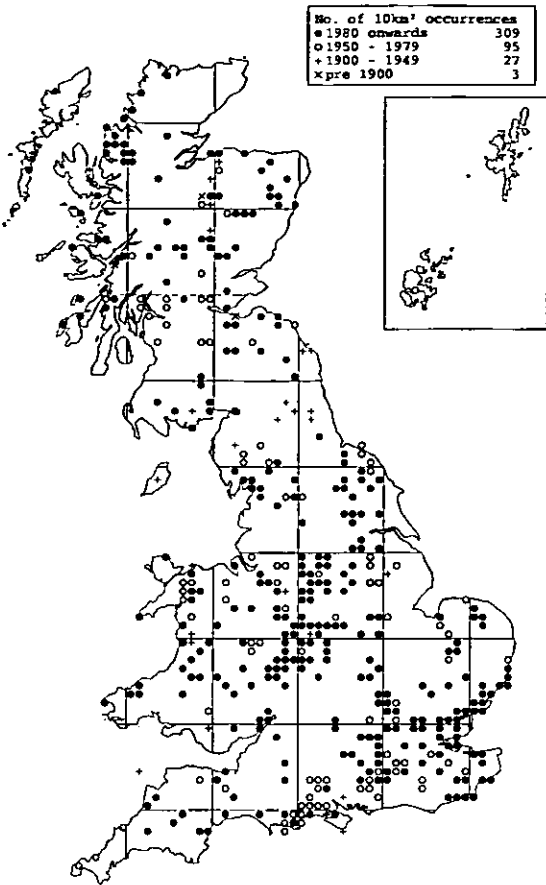 No. of 10km² occurrences
● 1980 onwards 309
○ 1950 - 1979 95
+ 1900 - 1949 27
× pre 1900 3